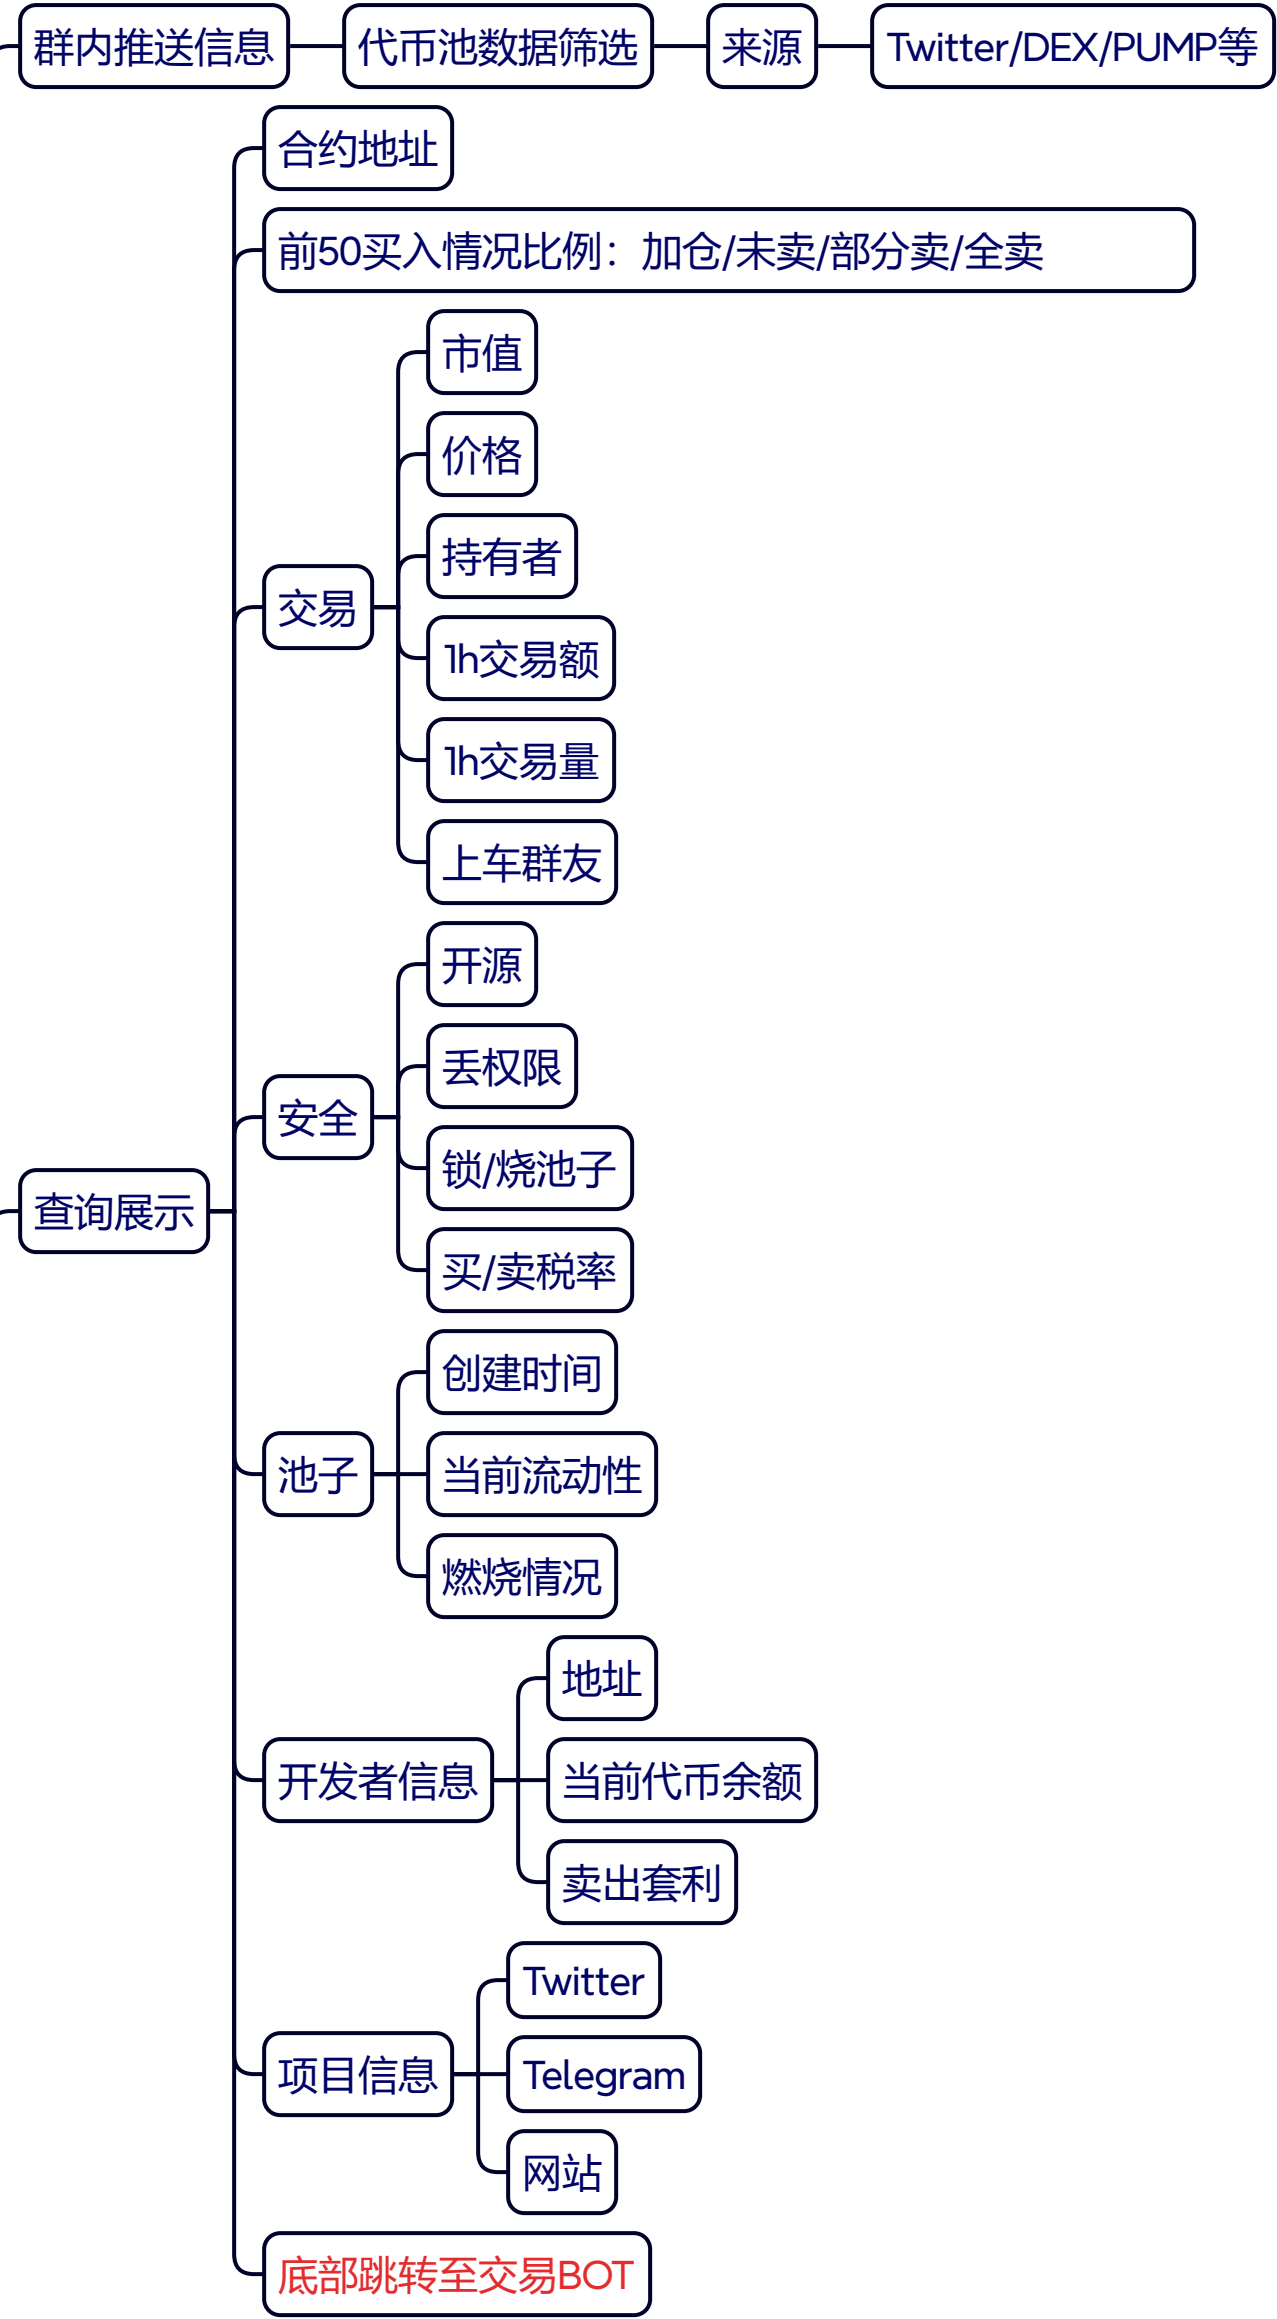 群内推送信息
代币池数据筛选
来源
Twitter/DEX/PUMP等
合约地址
前50买入情况比例：加仓/未卖/部分卖/全卖
市值
价格
持有者
交易
1h交易额
1h交易量
上车群友
开源
丢权限
安全
锁/烧池子
查询展示
买/卖税率
创建时间
池子
当前流动性
燃烧情况
地址
开发者信息
当前代币余额
卖出套利
Twitter
项目信息
Telegram
网站
底部跳转至交易BOT